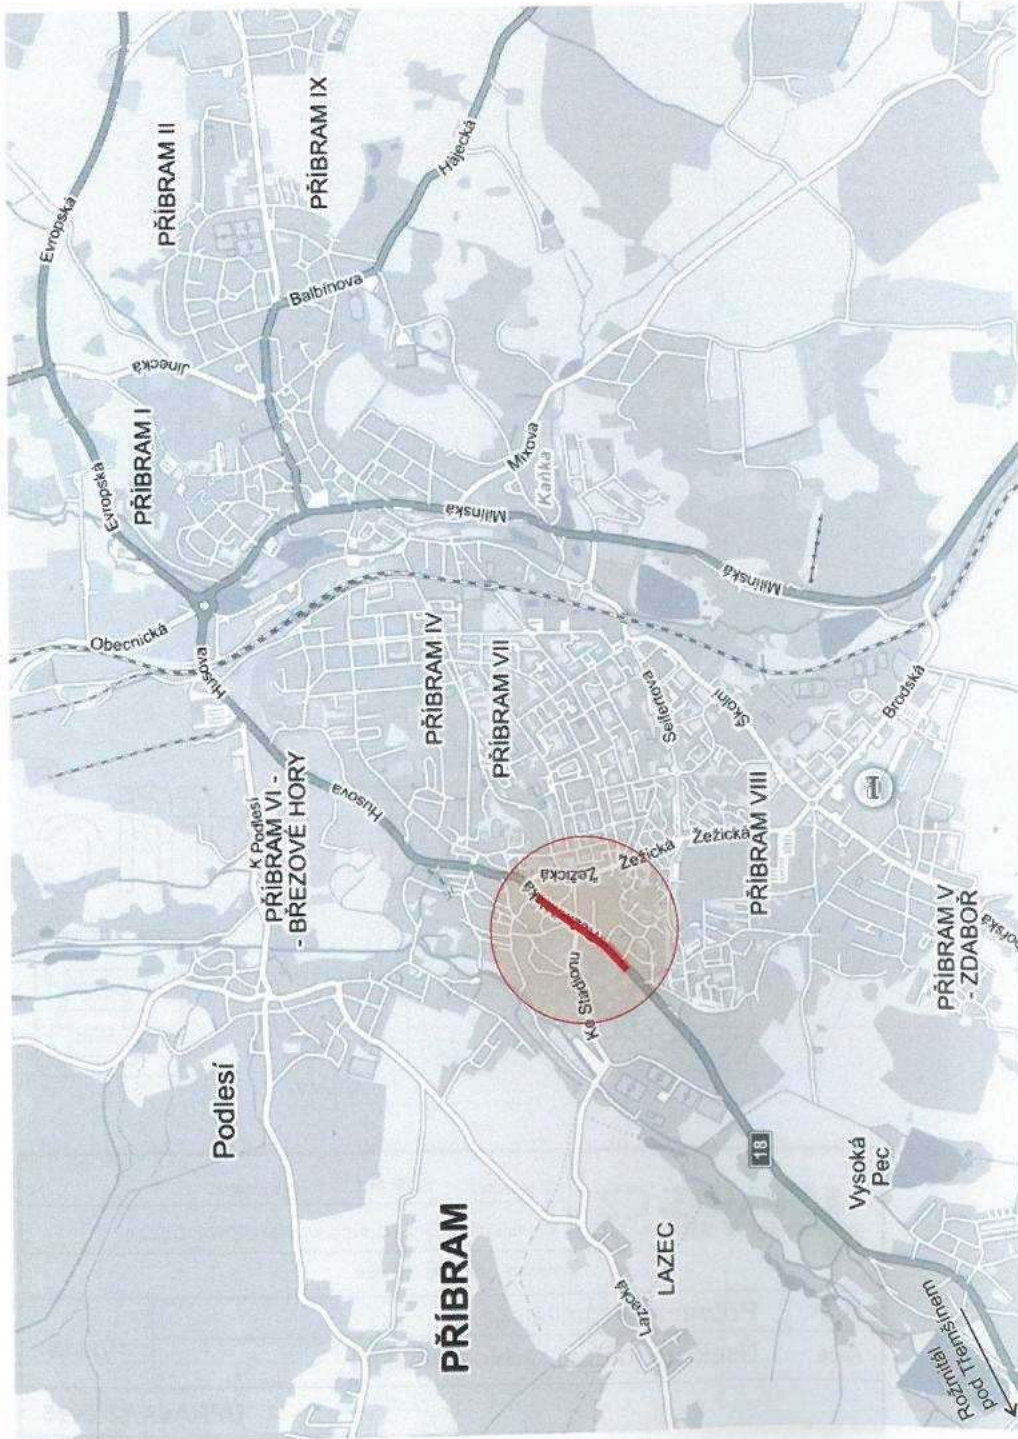 Evropská
PŘÍBRAM II
PŘÍBRAM IX
Hájecká
Balbínova
Jinecká
PŘÍBRAM I
Evropská
Mixova
Kaňka
Milínská
Milínská
Obecnická
Husova
PŘÍBRAM IV
PŘÍBRAM VII
Seifertova
Školní
Brodská
Husova
K Podlesí
PŘÍBRAM VI -
- BŘEZOVÉ HORY
Žežická
Žežická
Žežická
PŘÍBRAM VIII
PŘÍBRAM V
- ZDABOŘ
Ke Stadionu
Podlesí
18
Vysoká
Pec
PŘÍBRAM
LAZEC
Lazecká
Rožmitál
pod Třemšínem